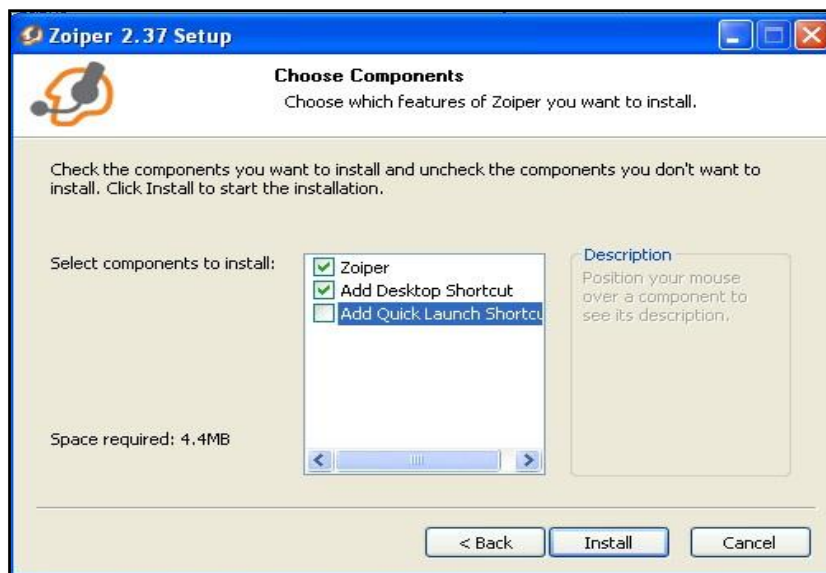 Zoiper 2.37 Setup
Choose Components
Choose which features of Zoiper you want to install.
Check the components you want to install and uncheck the components you don't want to
install. Click Install to start the installation.
Select components to install:
Zoiper
Add Desktop Shortcut
Add Quick Launch Shortcu
Description
Position your mouse
over a component to
see its description.
Space required: 4.4MB
< Back
Install
Cancel